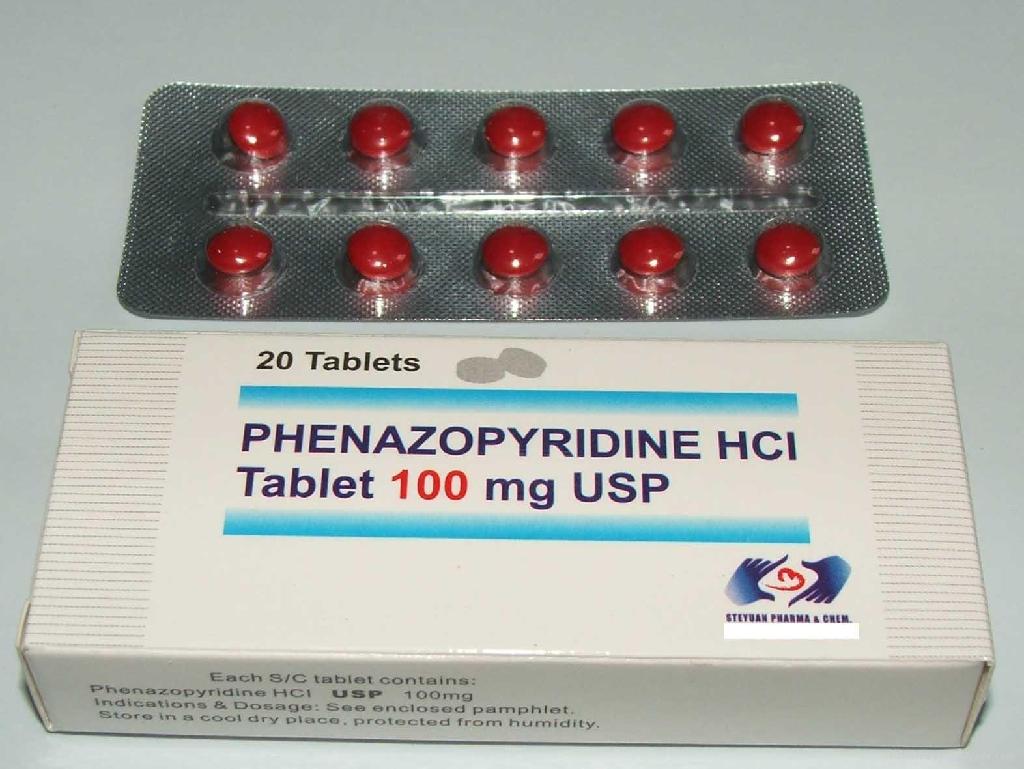 20 Tablets
PHENAZOPYRIDINE HCl
Tablet 100 mg USP
STEYUAN PHARMA & CHEM.
Each S/C tablet contains:
Phenazopyridine HCl USP 100mg
Indications & Dosage: See enclosed pamphlet.
Store in a cool dry place, protected from humidity.